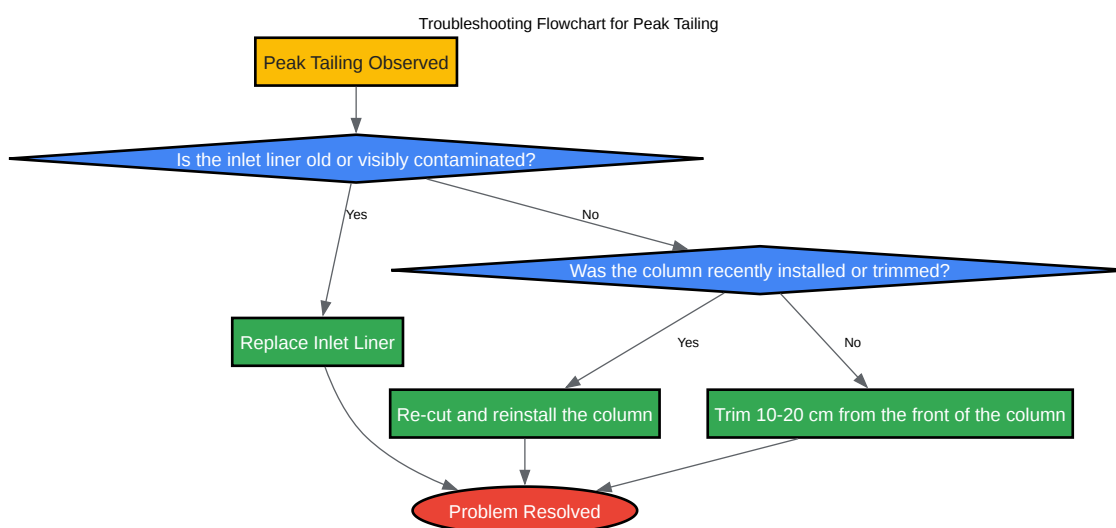 Troubleshooting Flowchart for Peak Tailing
Peak Tailing Observed
Is the inlet liner old or visibly contaminated?
Yes
No
Was the column recently installed or trimmed?
Replace Inlet Liner
Yes
No
Re-cut and reinstall the column
Trim 10-20 cm from the front of the column
Problem Resolved